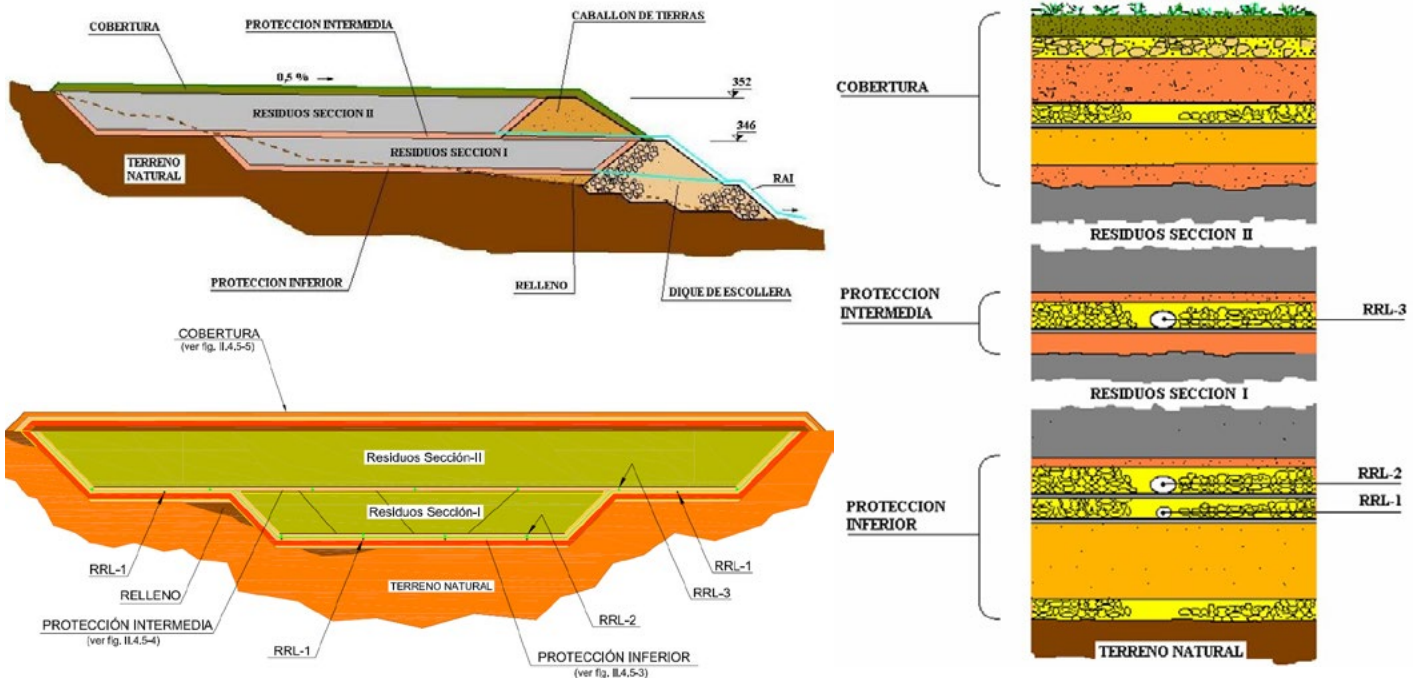 CABALLON DE TIERRAS
PROTECCION INTERMEDIA
COBERTURA
0,5 %
352
RESIDUOS SECCION II
346
RESIDUOS SECCION I
TERRENO
NATURAL
RAI
PROTECCION INFERIOR
RELLENO
DIQUE DE ESCOLLERA
COBERTURA
(ver fig. II.4,5-5)
Residuos Sección-II
Residuos Sección-I
RRL-1
RELLENO
PROTECCIÓN INTERMEDIA
(ver fig. II.4,5-4)
RRL-1
TERRENO NATURAL
RRL-1
RRL-3
RRL-2
PROTECCIÓN INFERIOR
(ver fig. II.4,5-3)
COBERTURA
RESIDUOS SECCION II
PROTECCION
INTERMEDIA
RRL-3
RESIDUOS SECCION I
PROTECCION
INFERIOR
RRL-2
RRL-1
TERRENO NATURAL